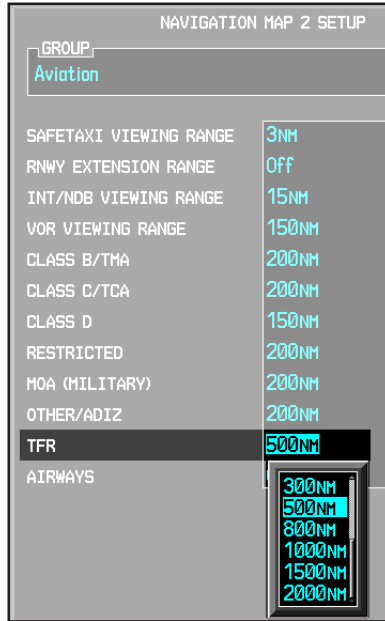 NAVIGATION MAP 2 SETUP
GROUP
Aviation
SAFETAXI VIEWING RANGE 3NM
RNWY EXTENSION RANGE Off
INT/NDB VIEWING RANGE 15NM
VOR VIEWING RANGE 150NM
CLASS B/TMA 200NM
CLASS C/TCA 200NM
CLASS D 150NM
RESTRICTED 200NM
MOA (MILITARY) 200NM
OTHER/ADIZ 200NM
TFR 500NM
AIRWAYS
300NM
500NM
800NM
1000NM
1500NM
2000NM